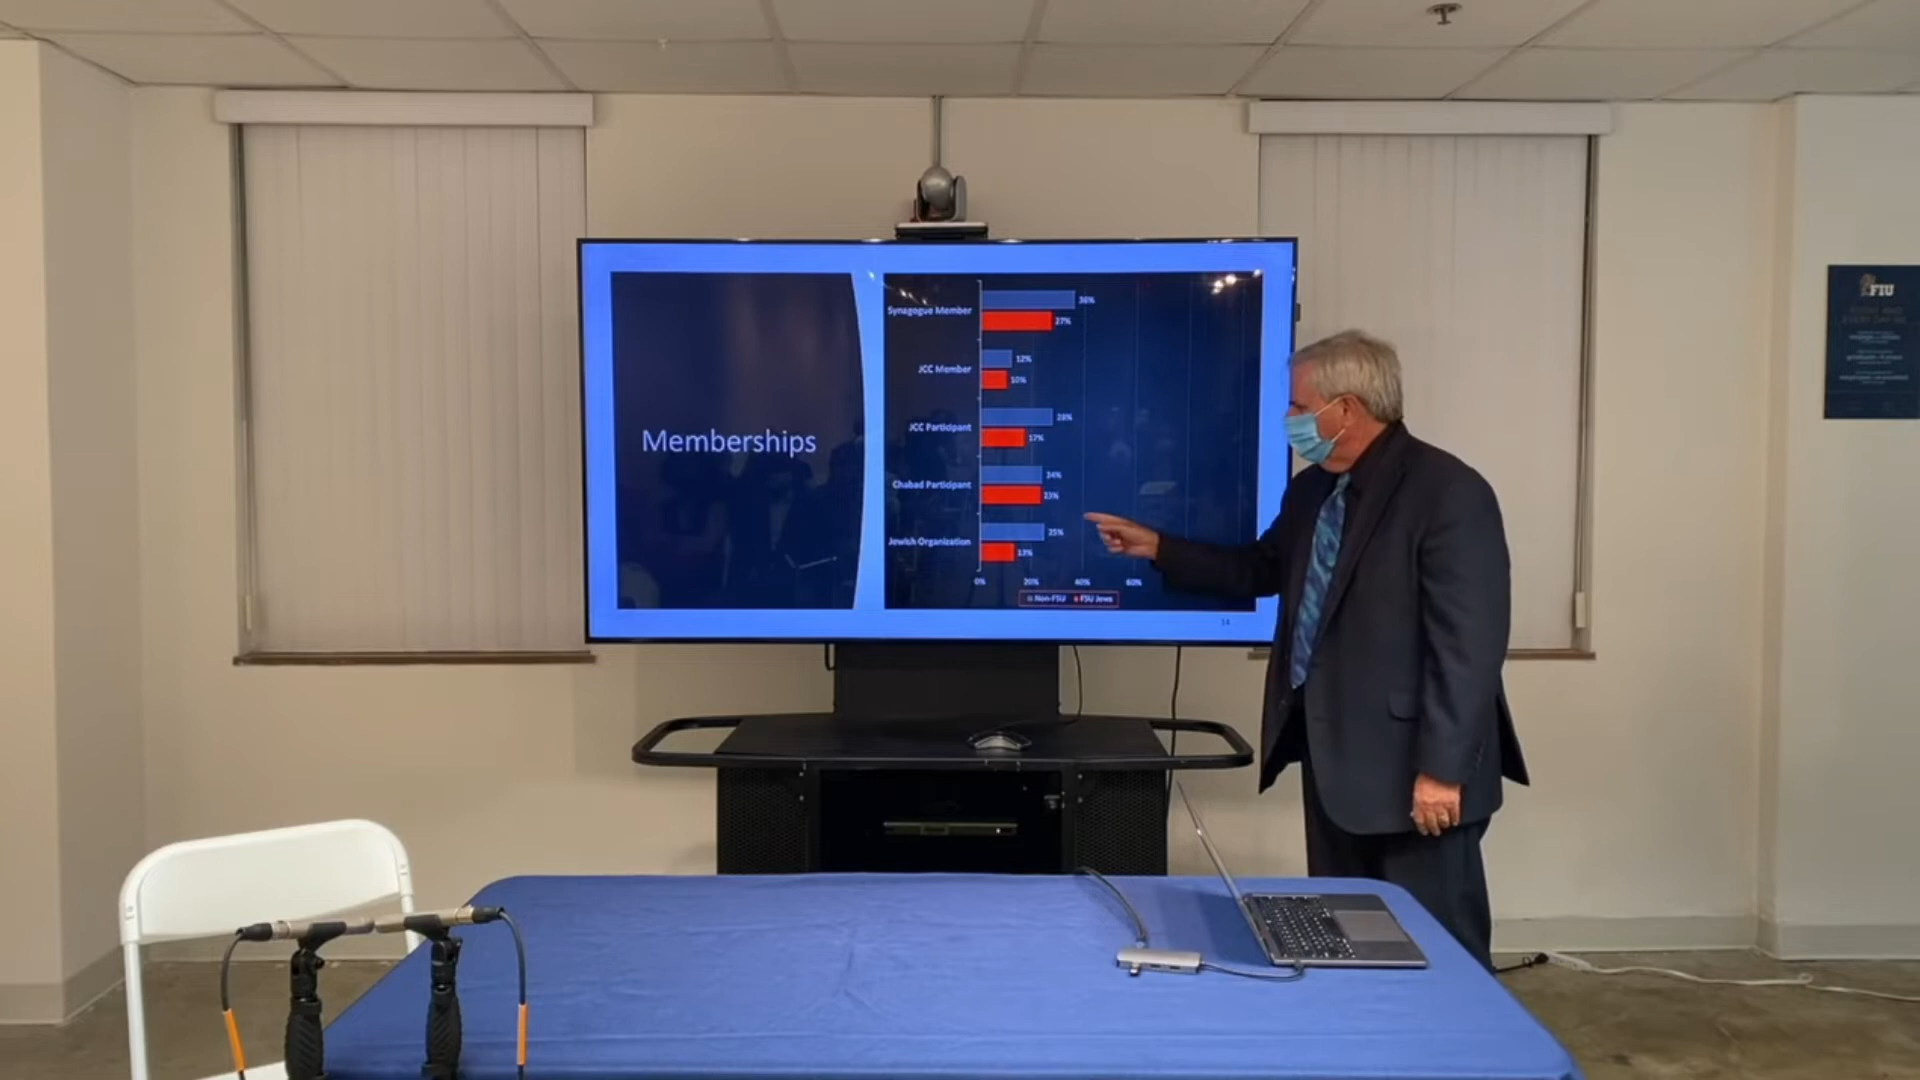 Memberships
Synagogue Member
36%
27%
JCC Member
12%
10%
JCC Participant
28%
17%
Chabad Participant
24%
23%
Jewish Organization
25%
13%
0% 20% 40% 60%
Non-FSU FSU Jews
14
FIU